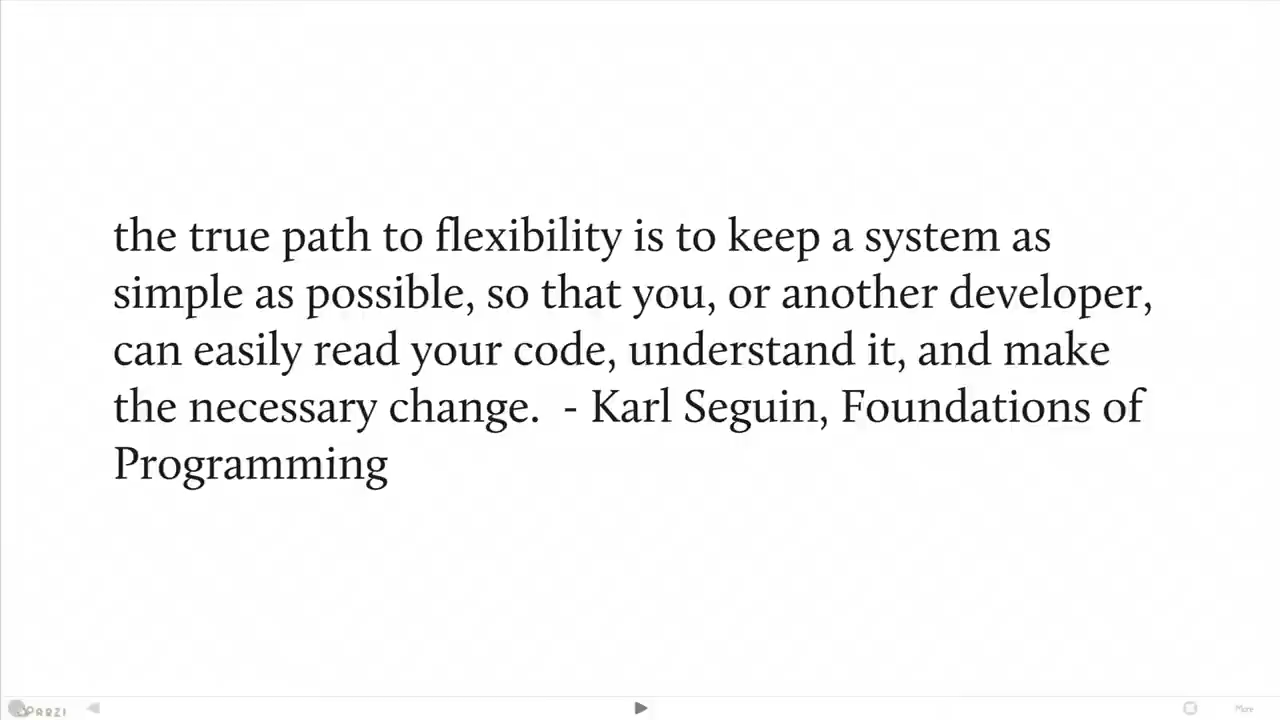 the true path to flexibility is to keep a system as
simple as possible, so that you, or another developer,
can easily read your code, understand it, and make
the necessary change.  - Karl Seguin, Foundations of
Programming
More